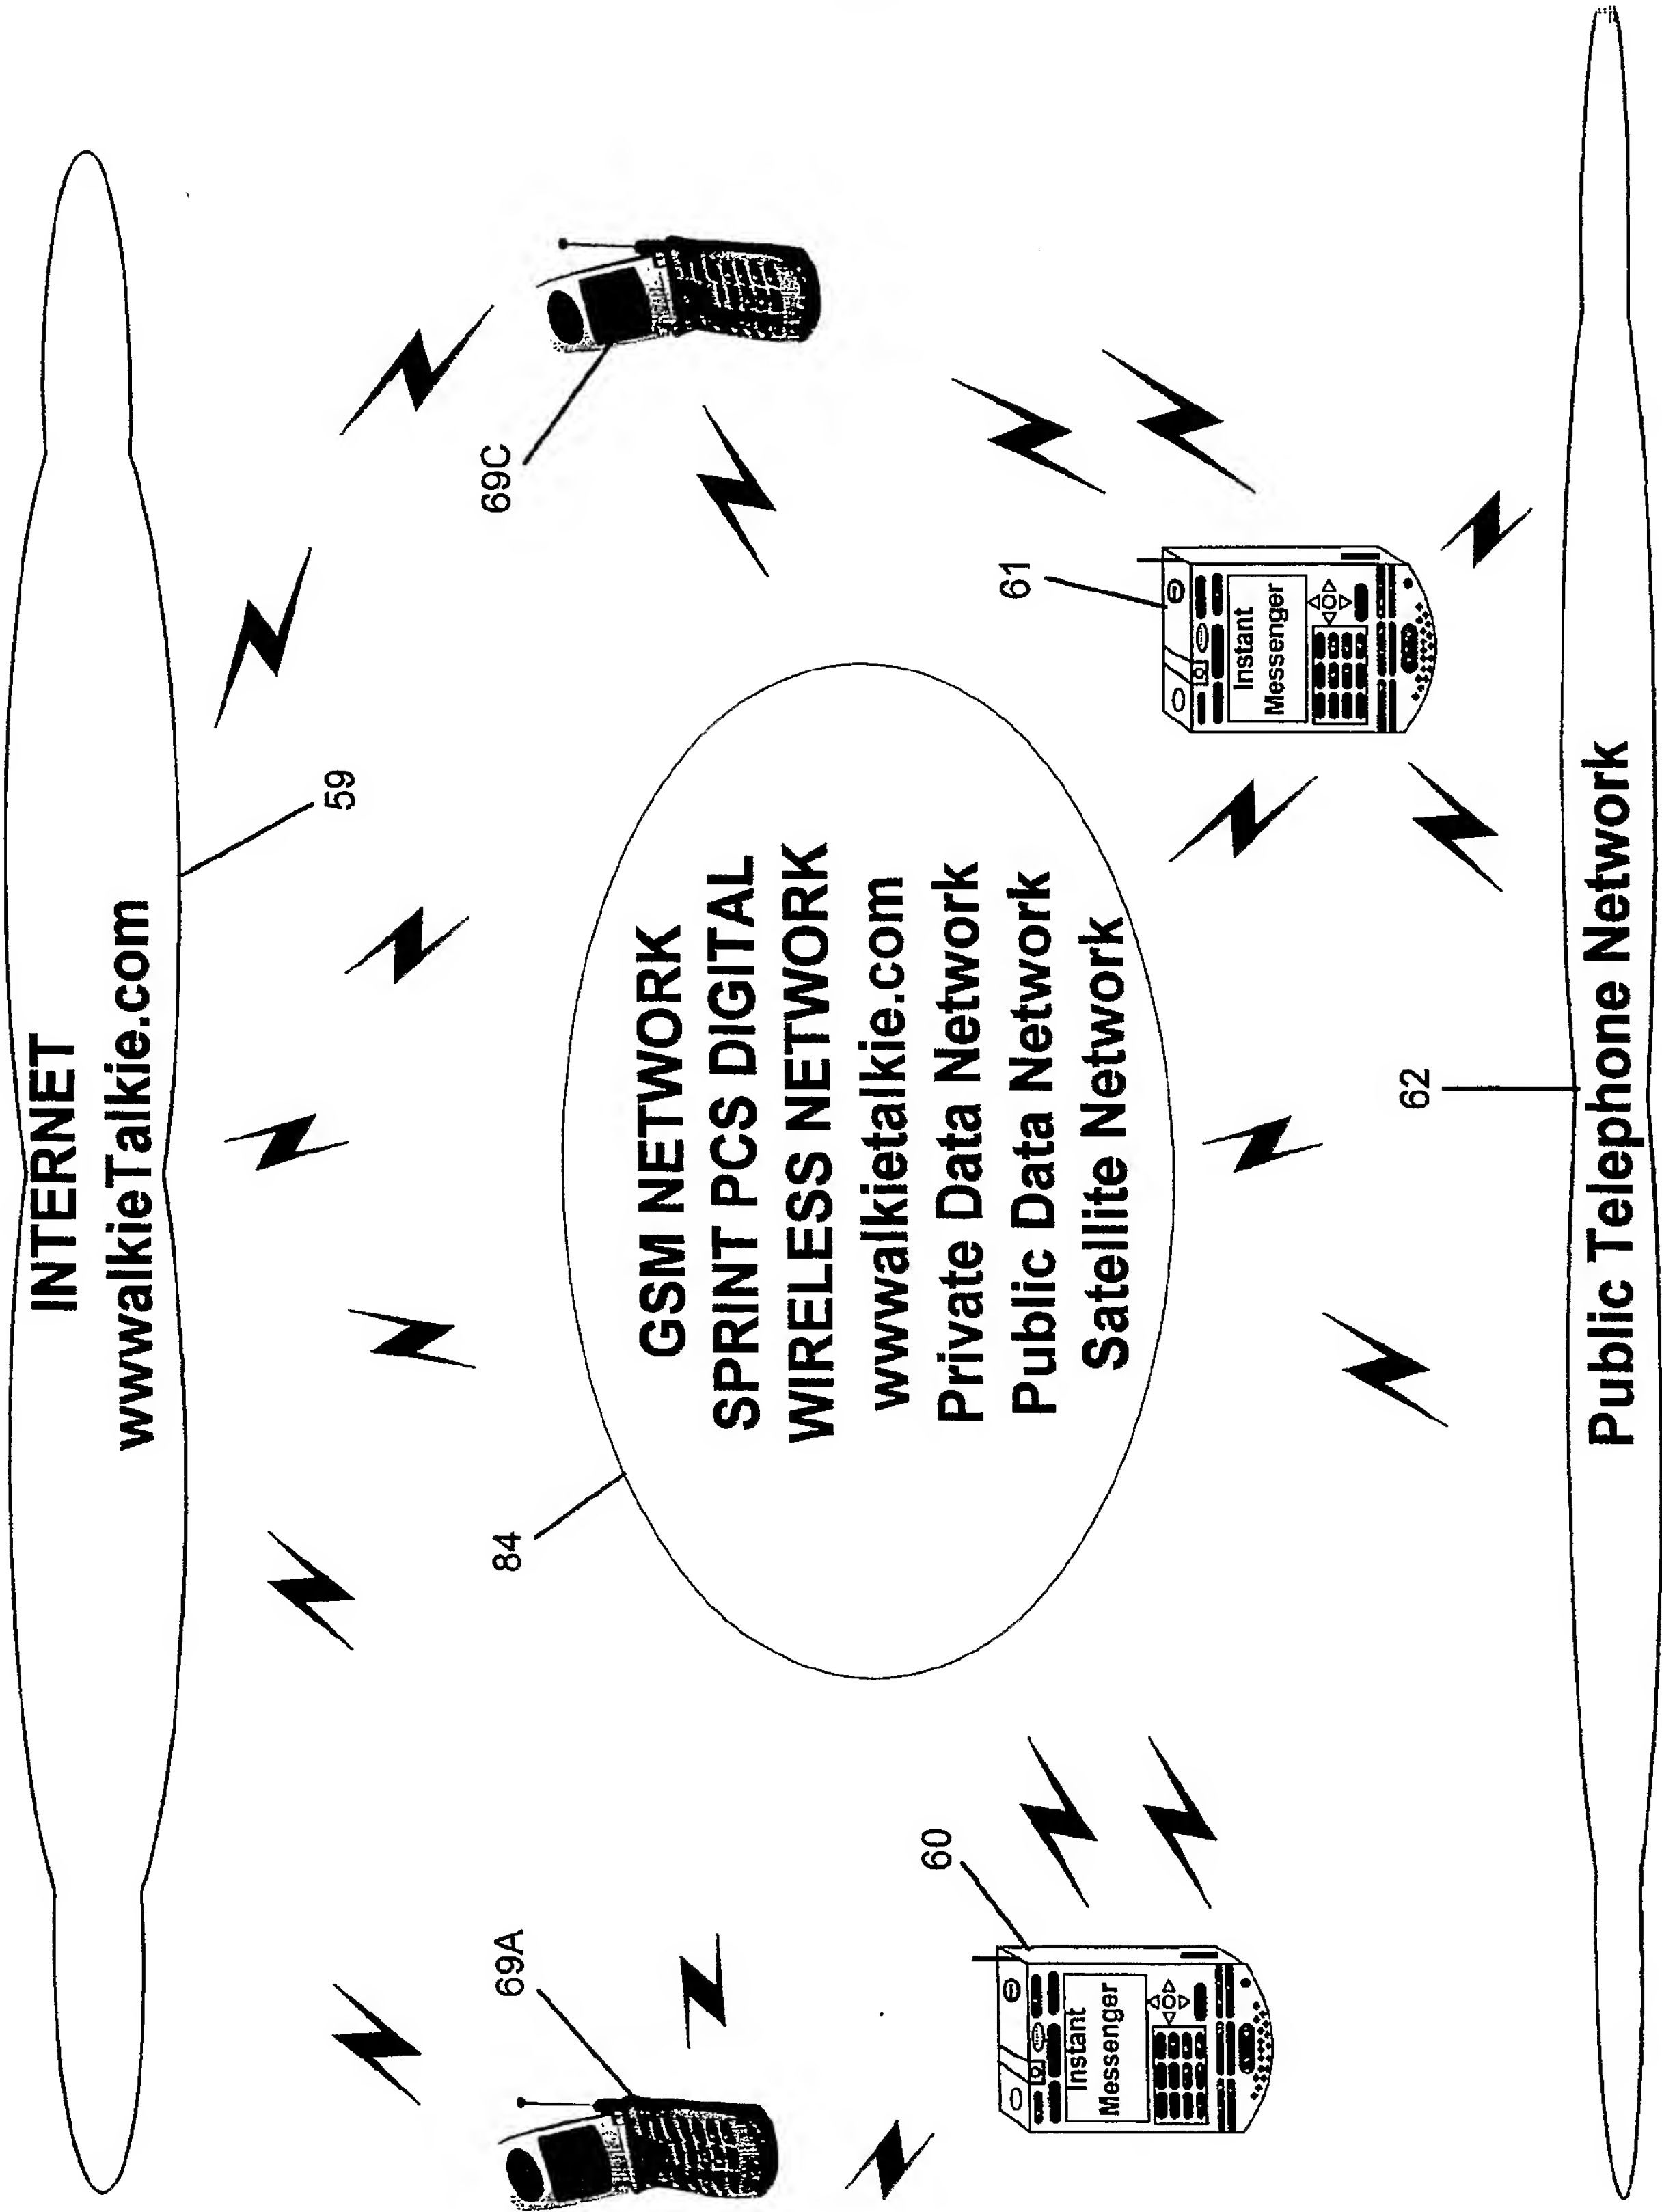 INTERNET
wwwalkieTalkie.com
59
69A
84
69C
GSM NETWORK
SPRINT PCS DIGITAL
WIRELESS NETWORK
wwwalkietalkie.com
Private Data Network
Public Data Network
Satellite Network
60
61
Instant
Messenger
Instant
Messenger
62
Public Telephone Network